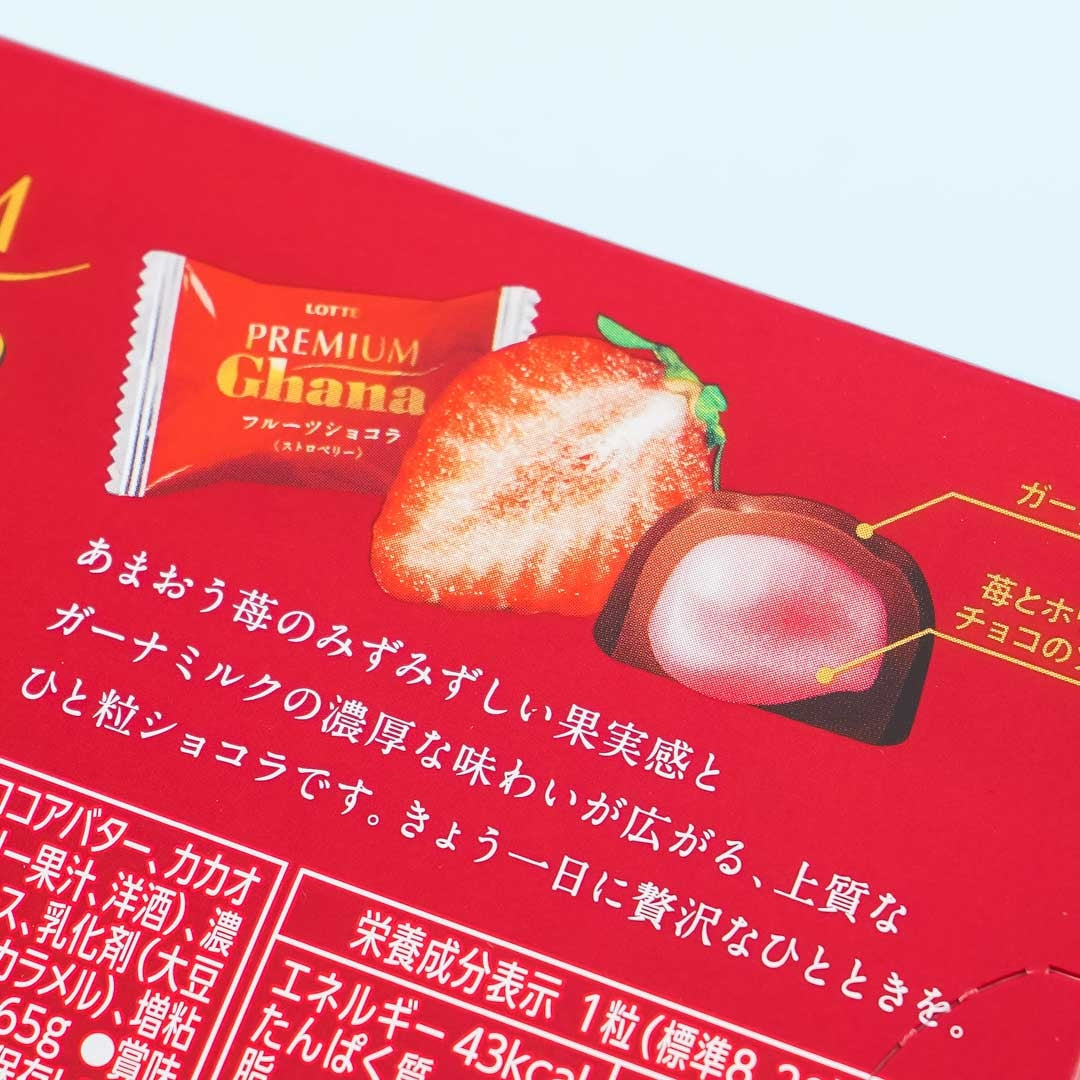 LOTTE
PREMIUM
Ghana
フルーツショコラ
〈ストロベリー〉
ガー
苺とホ
チョコの
あまおう苺のみずみずしい果実感と
ガーナミルクの濃厚な味わいが広がる、上質な
ひと粒ショコラです。きょう一日に贅沢なひとときを。
ココアバター、カカオ
ー果汁、洋酒)、濃
ス、乳化剤(大豆
カラメル)、増粘
65g ●賞味
栄養成分表示 1粒(標準8.2g
エネルギー 43kcal
たんぱく質
脂